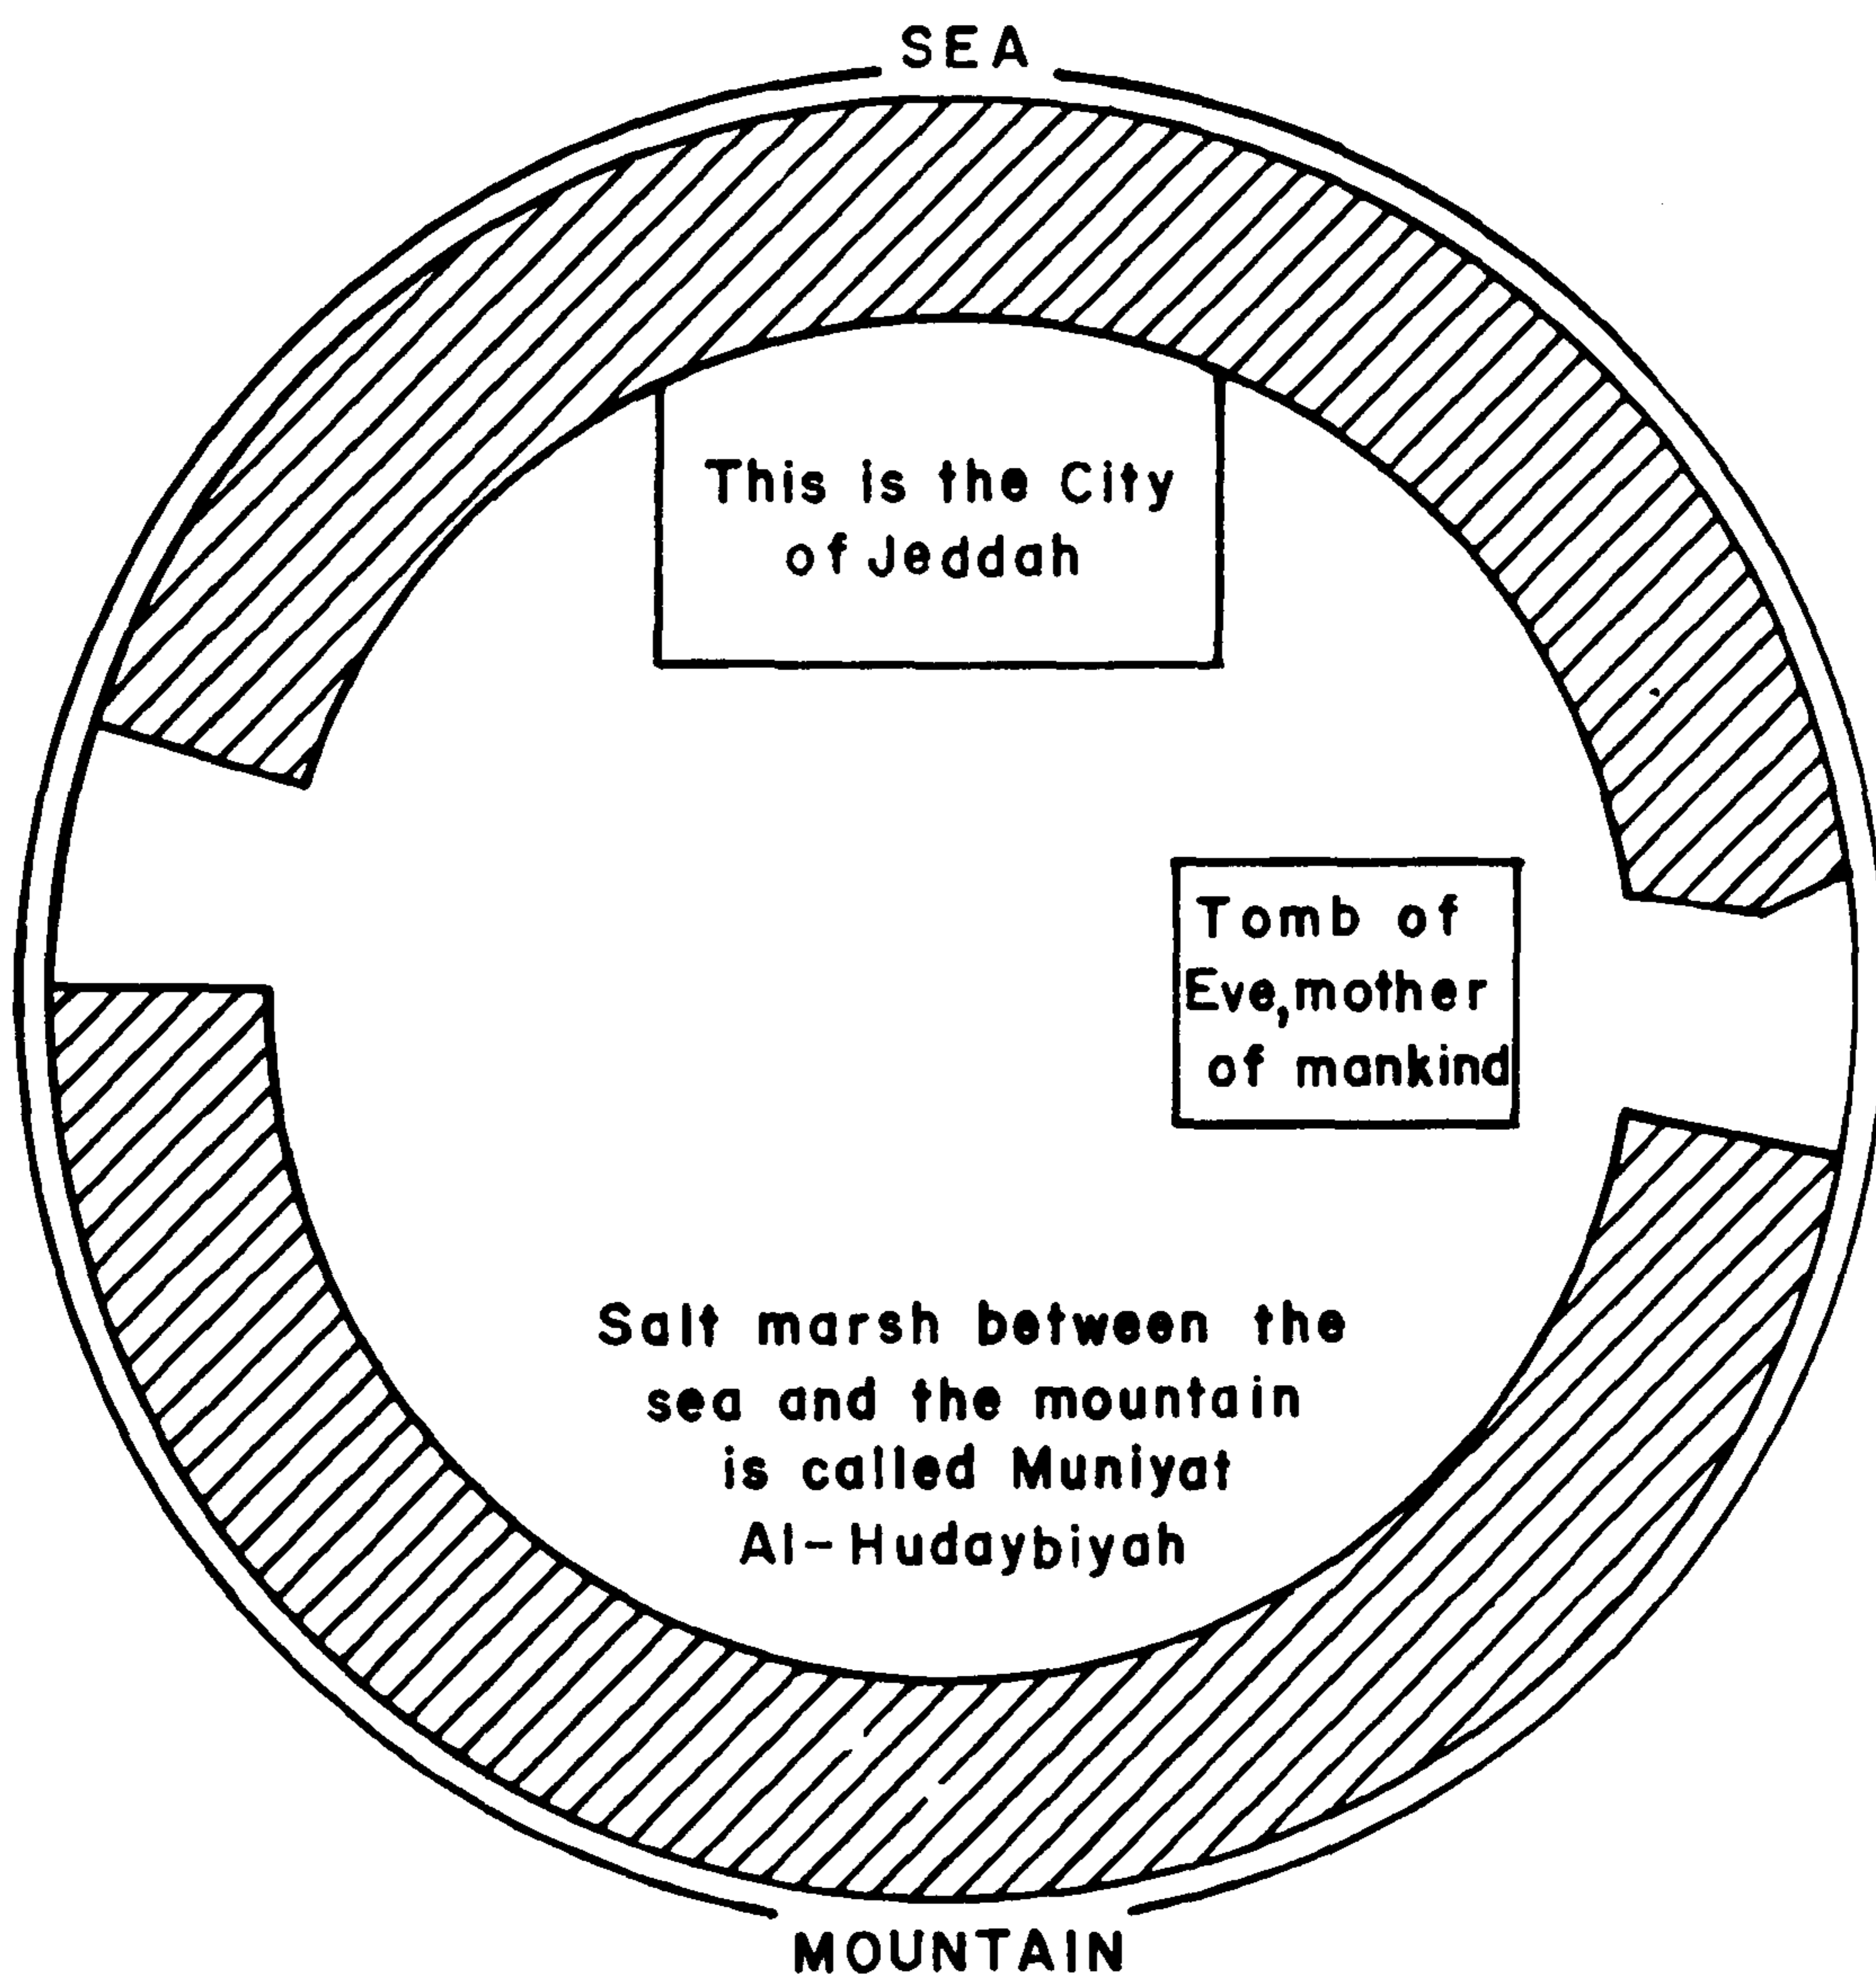 SEA
This is the City
of Jeddah
Tomb of
Eve, mother
of mankind
Salt marsh between the
sea and the mountain
is called Muniyat
Al-Hudaybiyah
MOUNTAIN